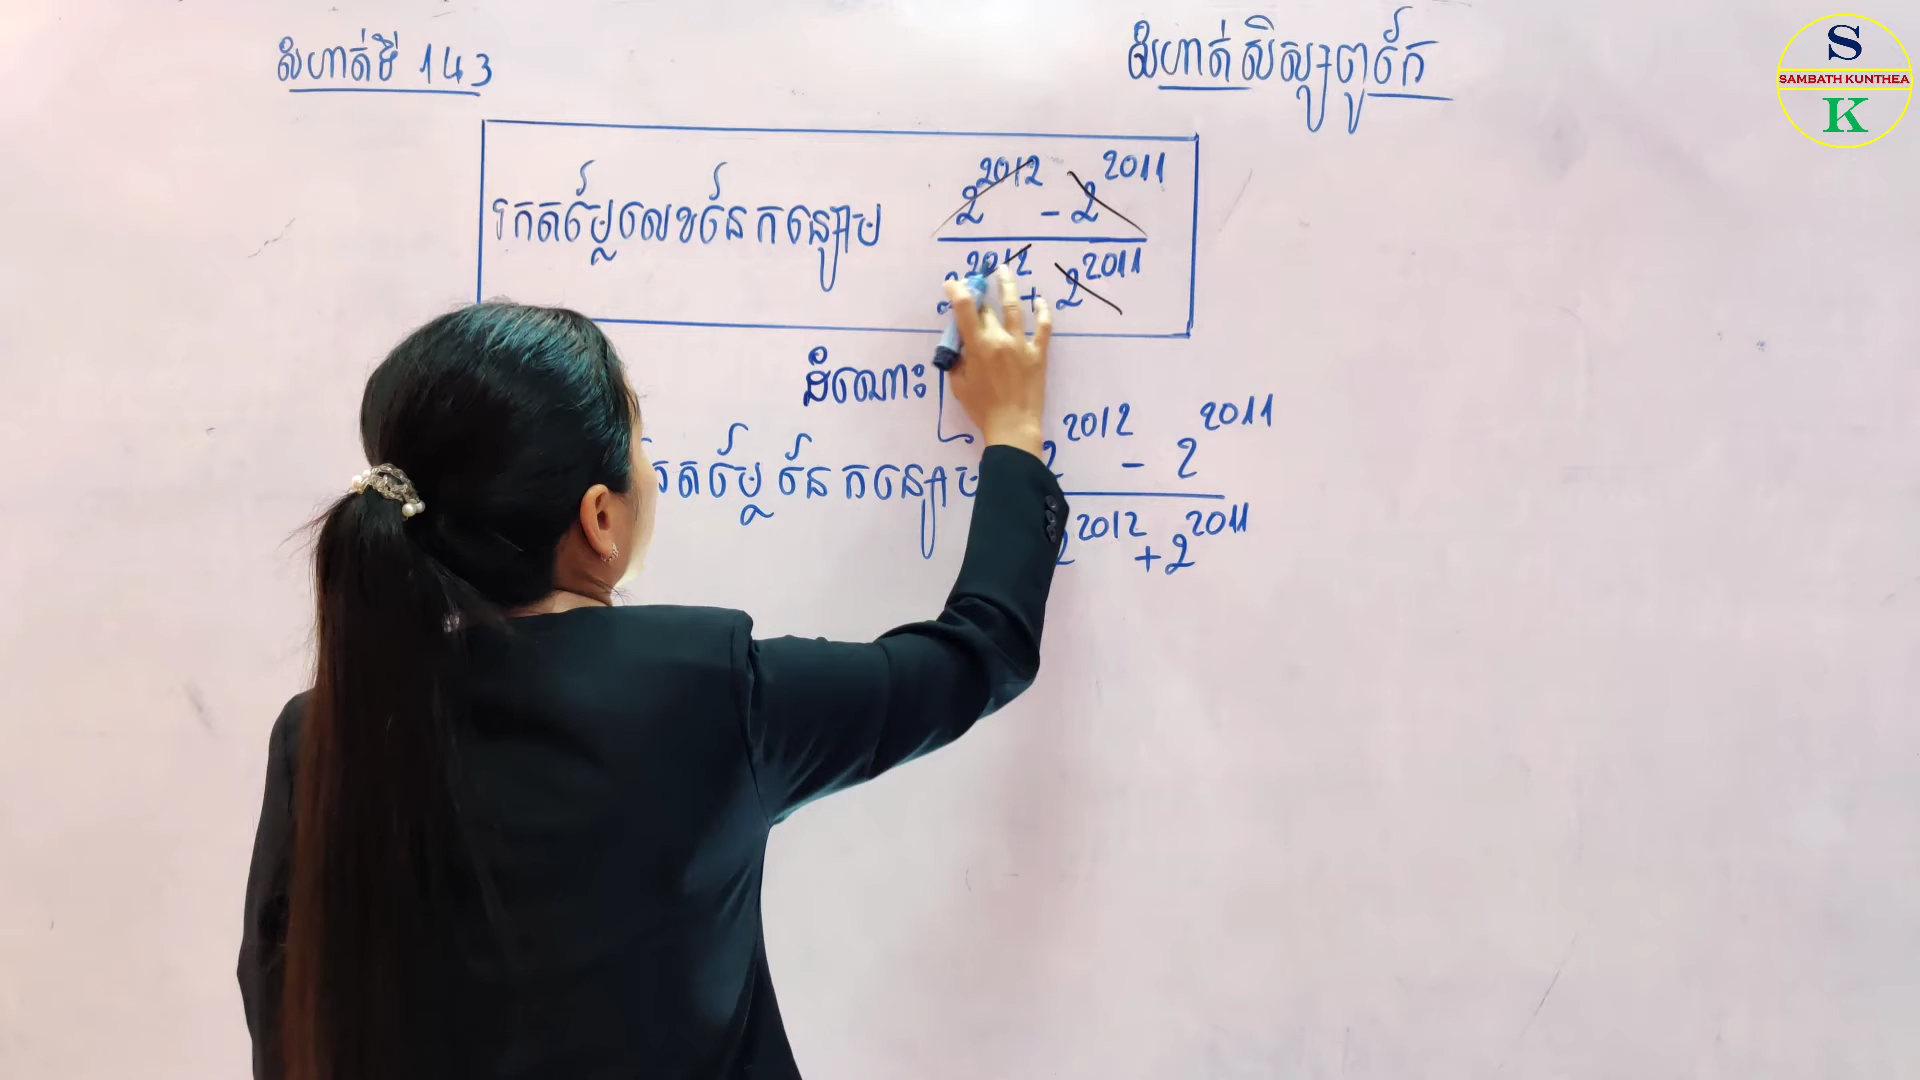 លំហាត់ទី 143
លំហាត់សិស្សពូកែ
S
SAMBATH KUNTHEA
K
រកតម្លៃលេខនៃកន្សោម
2^2012 - 2^2011
2^2012 + 2^2011
ដំណោះ
រកតម្លៃ នៃ កន្សោម
2^2012 - 2^2011
2^2012 + 2^2011